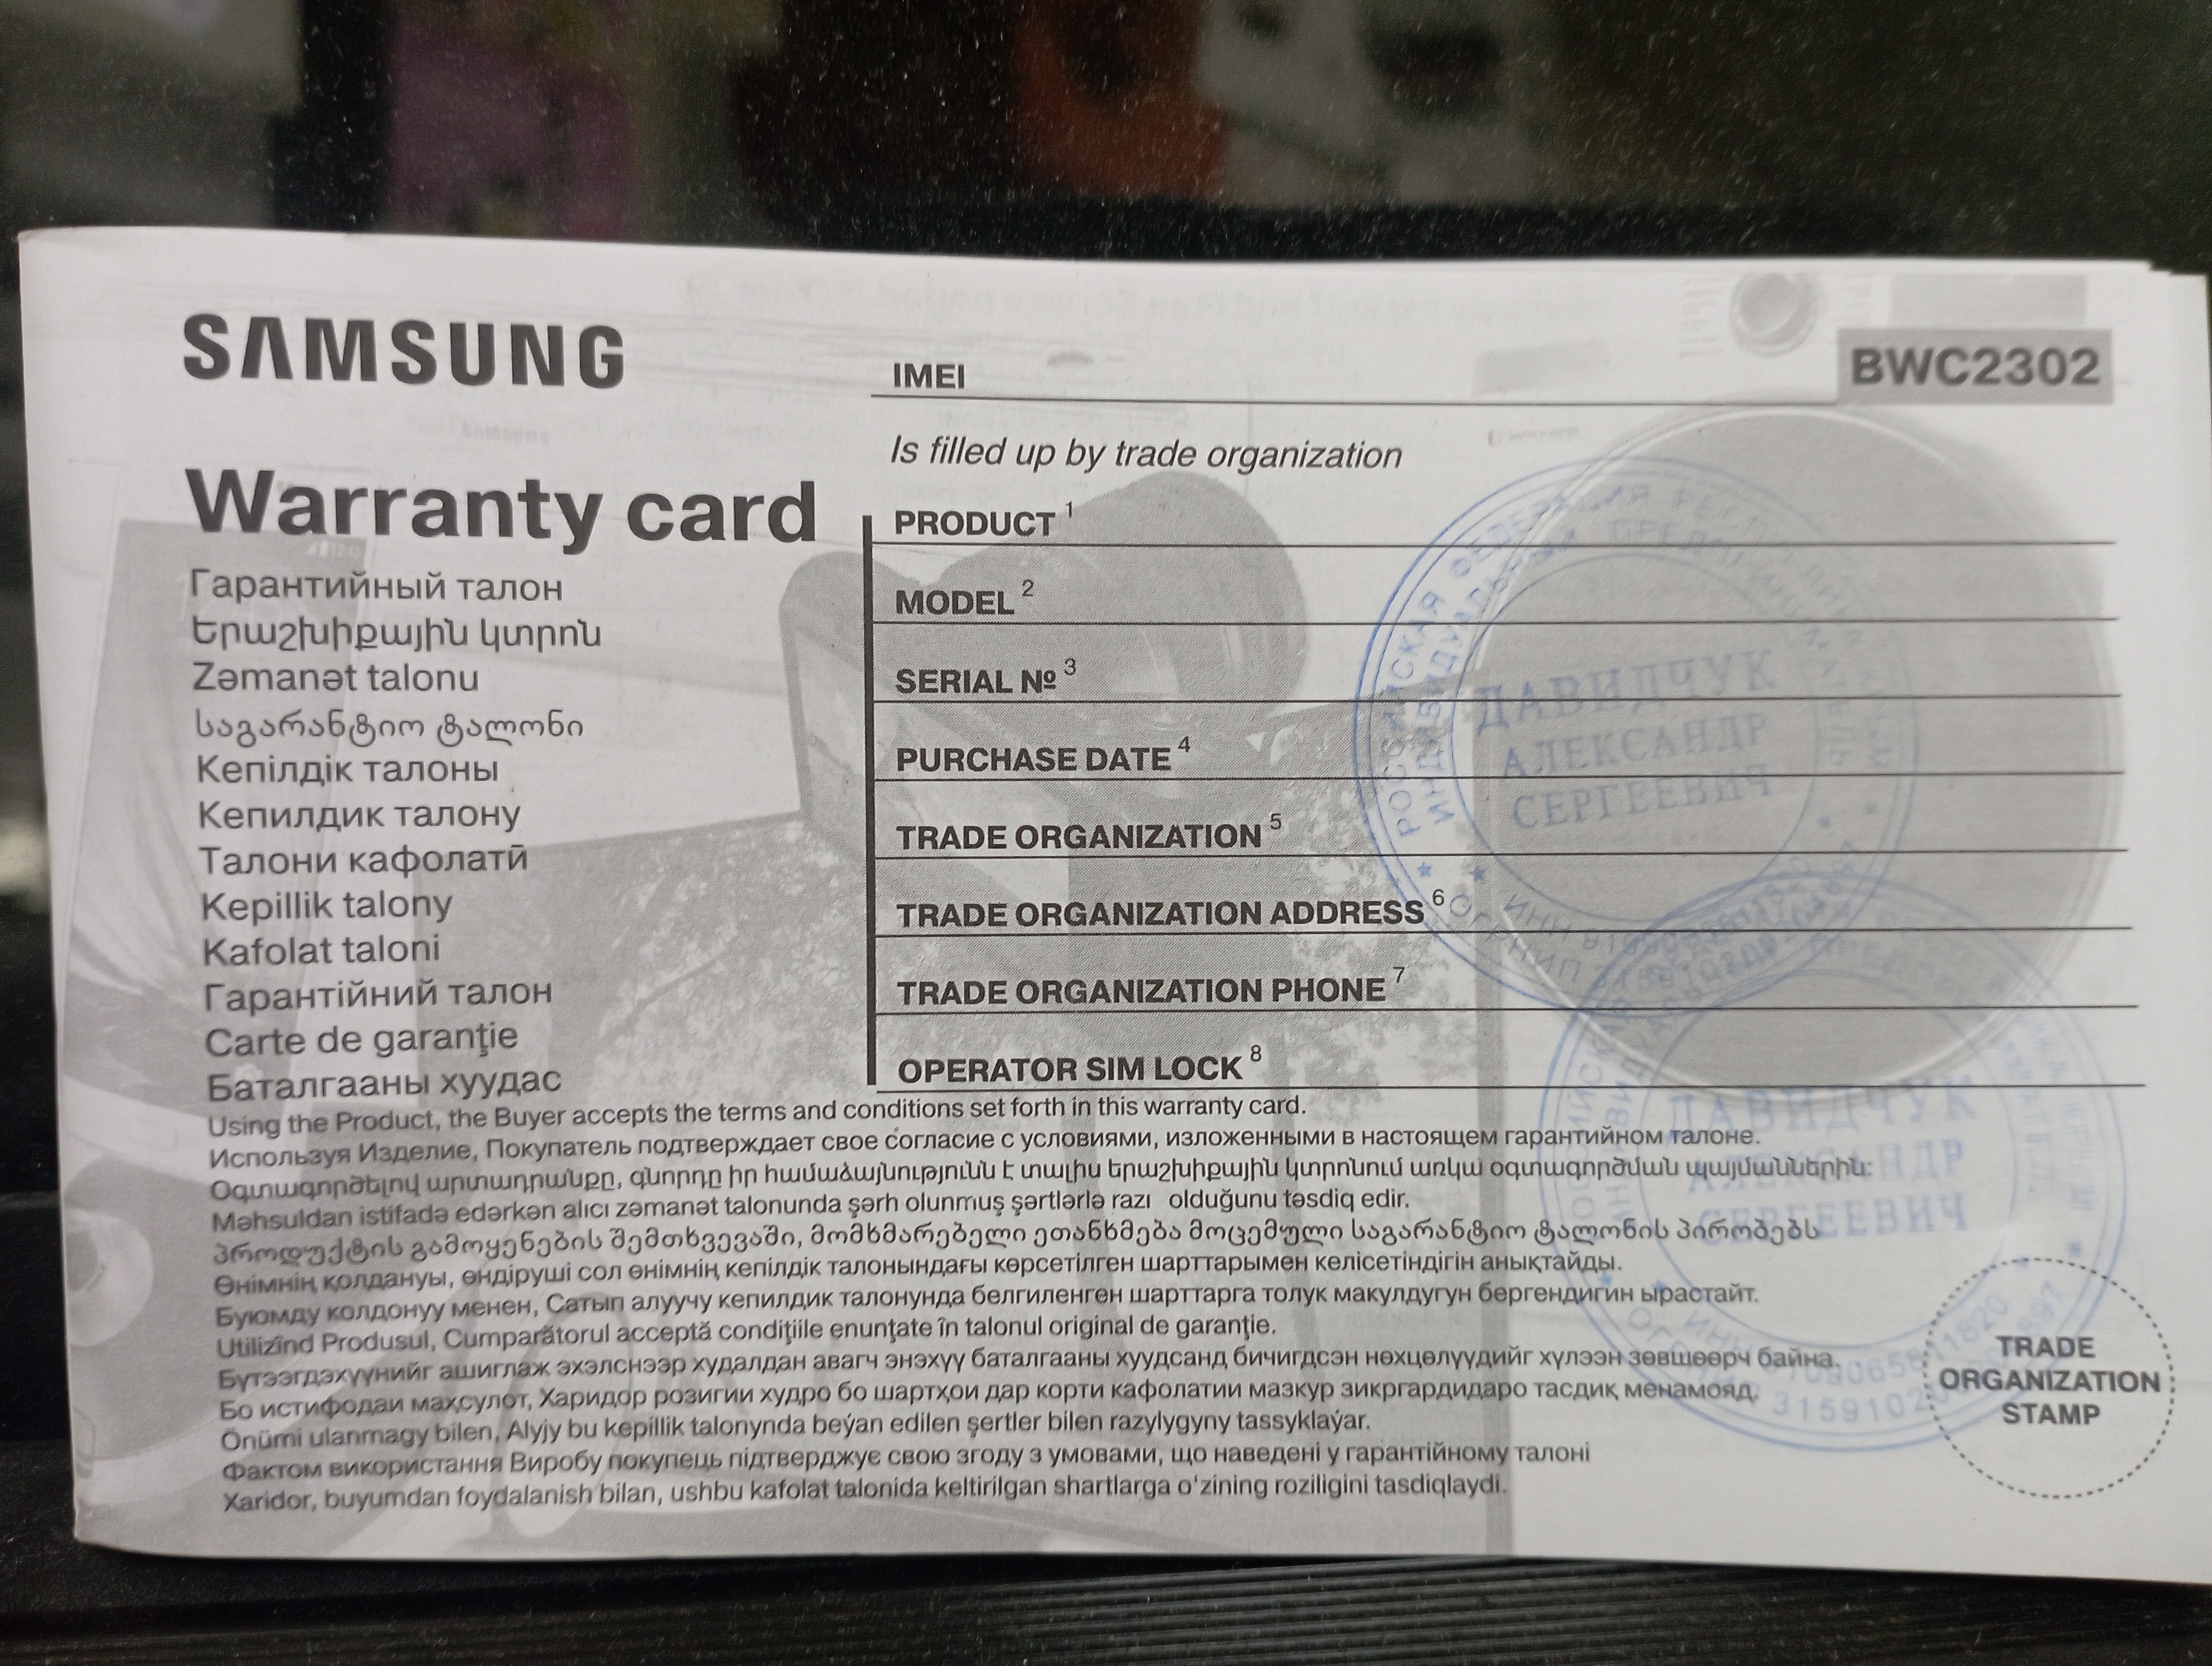 SAMSUNG
IMEI
BWC2302
Is filled up by trade organization
Warranty card
Гарантийный талон
Երաշխիքային կտրոն
Zəmanət talonu
საგარანტიო ტალონი
Кепілдік талоны
Кепилдик талону
Талони кафолатӣ
Kepillik talony
Kafolat taloni
Гарантійний талон
Carte de garanţie
Баталгааны хуудас
PRODUCT 1
MODEL 2
SERIAL № 3
PURCHASE DATE 4
TRADE ORGANIZATION 5
TRADE ORGANIZATION ADDRESS 6
TRADE ORGANIZATION PHONE 7
OPERATOR SIM LOCK 8
РОССИЙСКАЯ ФЕДЕРАЦИЯ
ИНДИВИДУАЛЬНЫЙ
ДАВИДЧУК
АЛЕКСАНДР
СЕРГЕЕВИЧ
ИНН
ОГРНИП
Using the Product, the Buyer accepts the terms and conditions set forth in this warranty card.
Используя Изделие, Покупатель подтверждает свое согласие с условиями, изложенными в настоящем гарантийном талоне.
Օգտագործելով արտադրանքը, գնորդը իր համաձայնությունն է տալիս երաշխիքային կտրոնում առկա օգտագործման պայմաններին:
Məhsuldan istifadə edərkən alıcı zəmanət talonunda şərh olunmuş şərtlərlə razı olduğunu təsdiq edir.
პროდუქტის გამოყენების შემთხვევაში, მომხმარებელი ეთანხმება მოცემული საგარანტიო ტალონის პირობებს
Өнімнің қолдануы, өндіруші сол өнімнің кепілдік талонындағы көрсетілген шарттарымен келісетіндігін анықтайды.
Буюмду колдонуу менен, Сатып алуучу кепилдик талонунда белгиленген шарттарга толук макулдугун бергендигин ырастайт.
Utilizînd Produsul, Cumparătorul acceptă condiţiile enunţate în talonul original de garanţie.
Бүтээгдэхүүнийг ашиглаж эхэлснээр худалдан авагч энэхүү баталгааны хуудсанд бичигдсэн нөхцөлүүдийг хүлээн зөвшөөрч байна.
Бо истифодаи маҳсулот, Харидор розигии худро бо шартҳои дар корти кафолатии мазкур зикргардидаро тасдиқ менамояд.
Önümi ulanmagy bilen, Alyjy bu kepillik talonynda beýan edilen şertler bilen razylygyny tassyklaýar.
Фактом використання Виробу покупець підтверджує свою згоду з умовами, що наведені у гарантійному талоні
Xaridor, buyumdan foydalanish bilan, ushbu kafolat talonida keltirilgan shartlarga o‘zining roziligini tasdiqlaydi.
ДАВИДЧУК
АЛЕКСАНДР
СЕРГЕЕВИЧ
TRADE
ORGANIZATION
STAMP